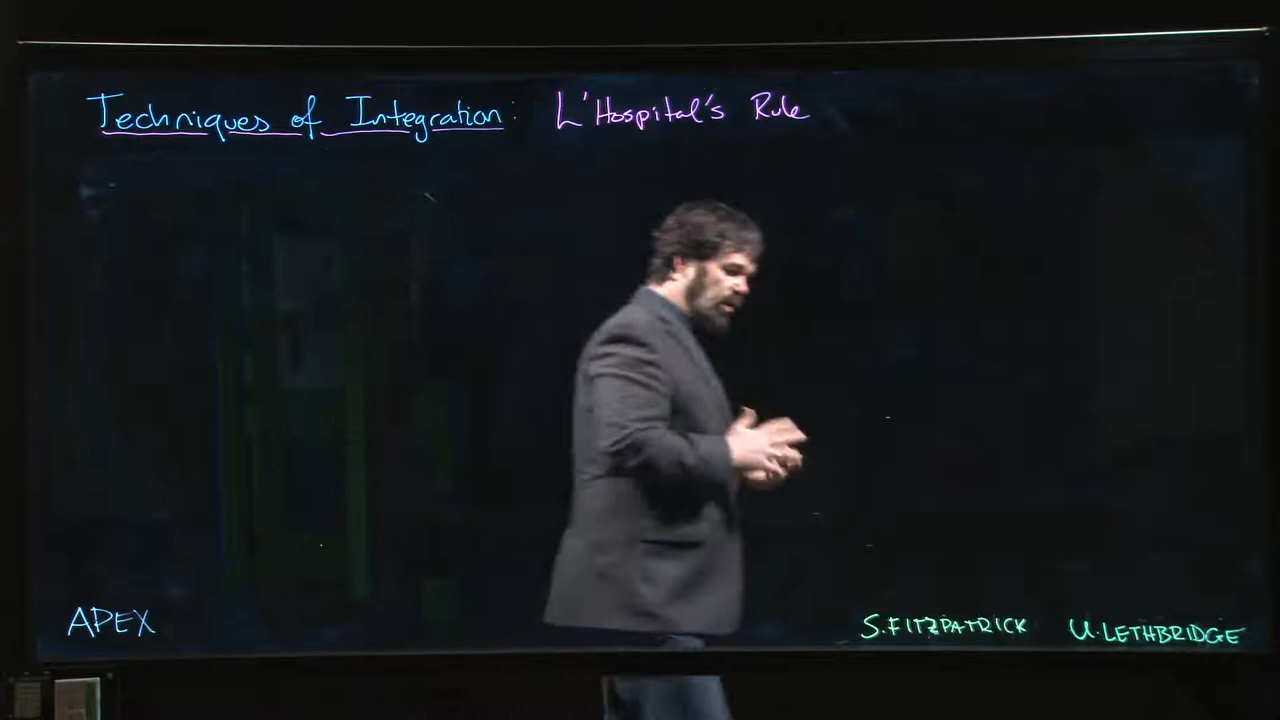 Techniques of Integration: L'Hospital's Rule
APEX
S.FITZPATRICK U.LETHBRIDGE